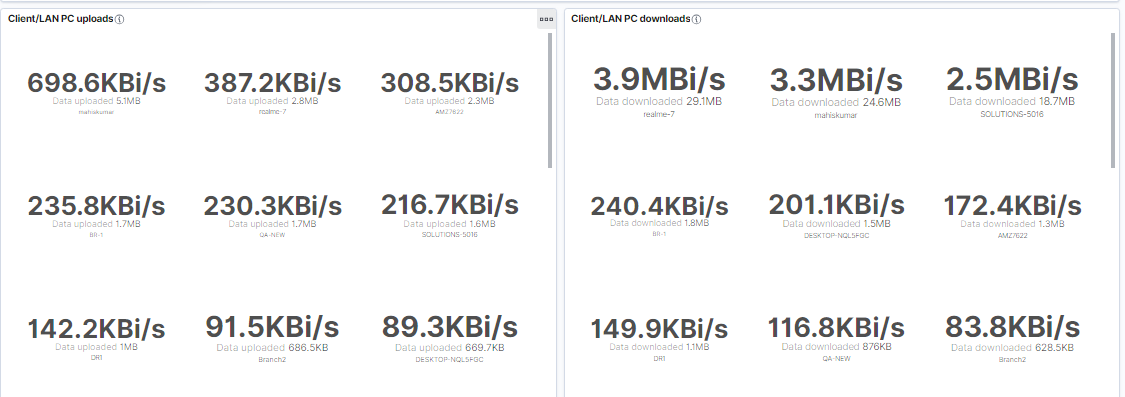 Client/LAN PC uploads
698.6KBi/s
Data uploaded 5.1MB
mahiskumar
387.2KBi/s
Data uploaded 2.8MB
realme-7
308.5KBi/s
Data uploaded 2.3MB
AMZ7622
235.8KBi/s
Data uploaded 1.7MB
BR-1
230.3KBi/s
Data uploaded 1.7MB
QA-NEW
216.7KBi/s
Data uploaded 1.6MB
SOLUTIONS-5016
142.2KBi/s
Data uploaded 1MB
DR1
91.5KBi/s
Data uploaded 686.5KB
Branch2
89.3KBi/s
Data uploaded 669.7KB
DESKTOP-NQL5FGC
Client/LAN PC downloads
3.9MBi/s
Data downloaded 29.1MB
realme-7
3.3MBi/s
Data downloaded 24.6MB
mahiskumar
2.5MBi/s
Data downloaded 18.7MB
SOLUTIONS-5016
240.4KBi/s
Data downloaded 1.8MB
BR-1
201.1KBi/s
Data downloaded 1.5MB
DESKTOP-NQL5FGC
172.4KBi/s
Data downloaded 1.3MB
AMZ7622
149.9KBi/s
Data downloaded 1.1MB
DR1
116.8KBi/s
Data downloaded 876KB
QA-NEW
83.8KBi/s
Data downloaded 628.5KB
Branch2